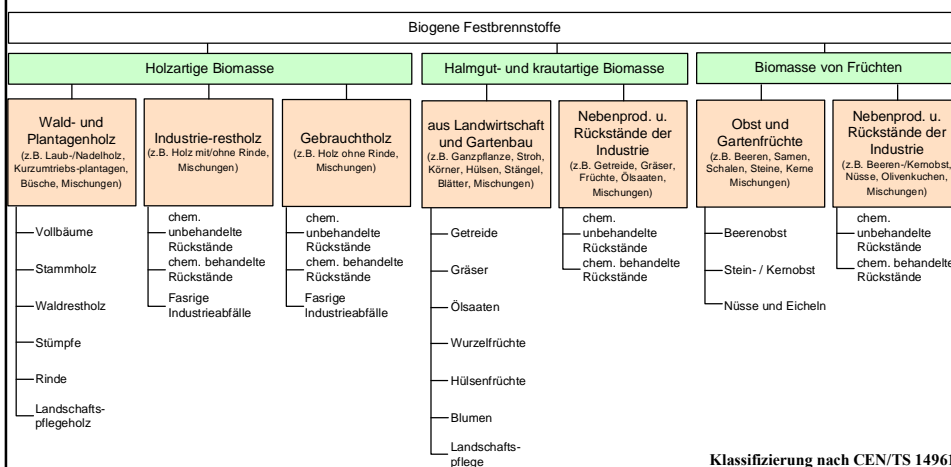 Biogene Festbrennstoffe
Holzartige Biomasse
Halmgut- und krautartige Biomasse
Biomasse von Früchten
Wald- und
Plantagenholz
(z.B. Laub-/Nadelholz,
Kurzumtriebs-plantagen,
Büsche, Mischungen)
Industrie-restholz
(z.B. Holz mit/ohne Rinde,
Mischungen)
Gebrauchtholz
(z.B. Holz ohne Rinde,
Mischungen)
aus Landwirtschaft
und Gartenbau
(z.B. Ganzpflanze, Stroh,
Körner, Hülsen, Stängel,
Blätter, Mischungen)
Nebenprod. u.
Rückstände der
Industrie
(z.B. Getreide, Gräser,
Früchte, Ölsaaten,
Mischungen)
Obst und
Gartenfrüchte
(z.B. Beeren, Samen,
Schalen, Steine, Kerne
Mischungen)
Nebenprod. u.
Rückstände der
Industrie
(z.B. Beeren-/Kernobst,
Nüsse, Olivenkuchen,
Mischungen)
Vollbäume
Stammholz
Waldrestholz
Stümpfe
Rinde
Landschafts-
pflegeholz
chem.
unbehandelte
Rückstände
chem. behandelte
Rückstände
Fasrige
Industrieabfälle
chem.
unbehandelte
Rückstände
chem. behandelte
Rückstände
Fasrige
Industrieabfälle
Getreide
Gräser
Ölsaaten
Wurzelfrüchte
Hülsenfrüchte
Blumen
Landschafts-
pflege
chem.
unbehandelte
Rückstände
chem. behandelte
Rückstände
Beerenobst
Stein- / Kernobst
Nüsse und Eicheln
chem.
unbehandelte
Rückstände
chem. behandelte
Rückstände
Klassifizierung nach CEN/TS 14961